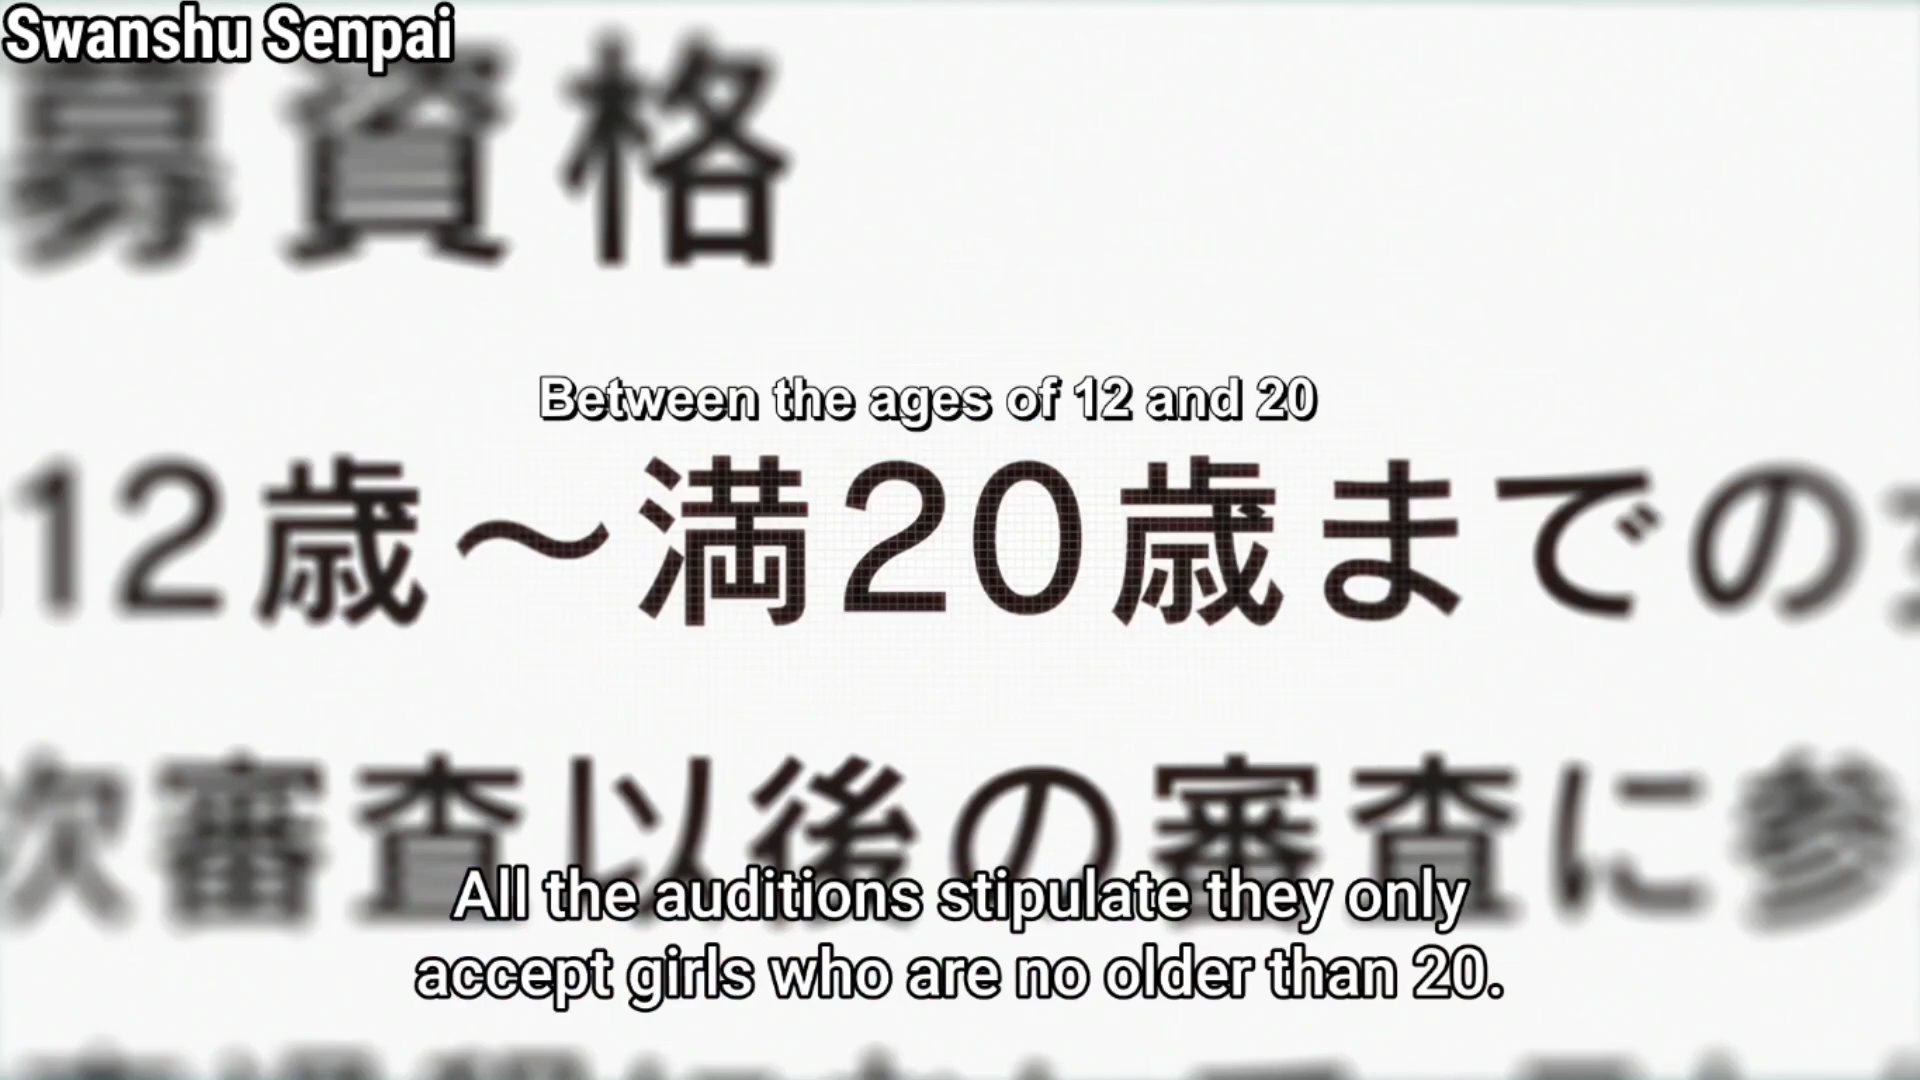 Swanshu Senpai
募資格
Between the ages of 12 and 20
12歳〜満20歳までの
次審査以後の審査に参
All the auditions stipulate they only
accept girls who are no older than 20.